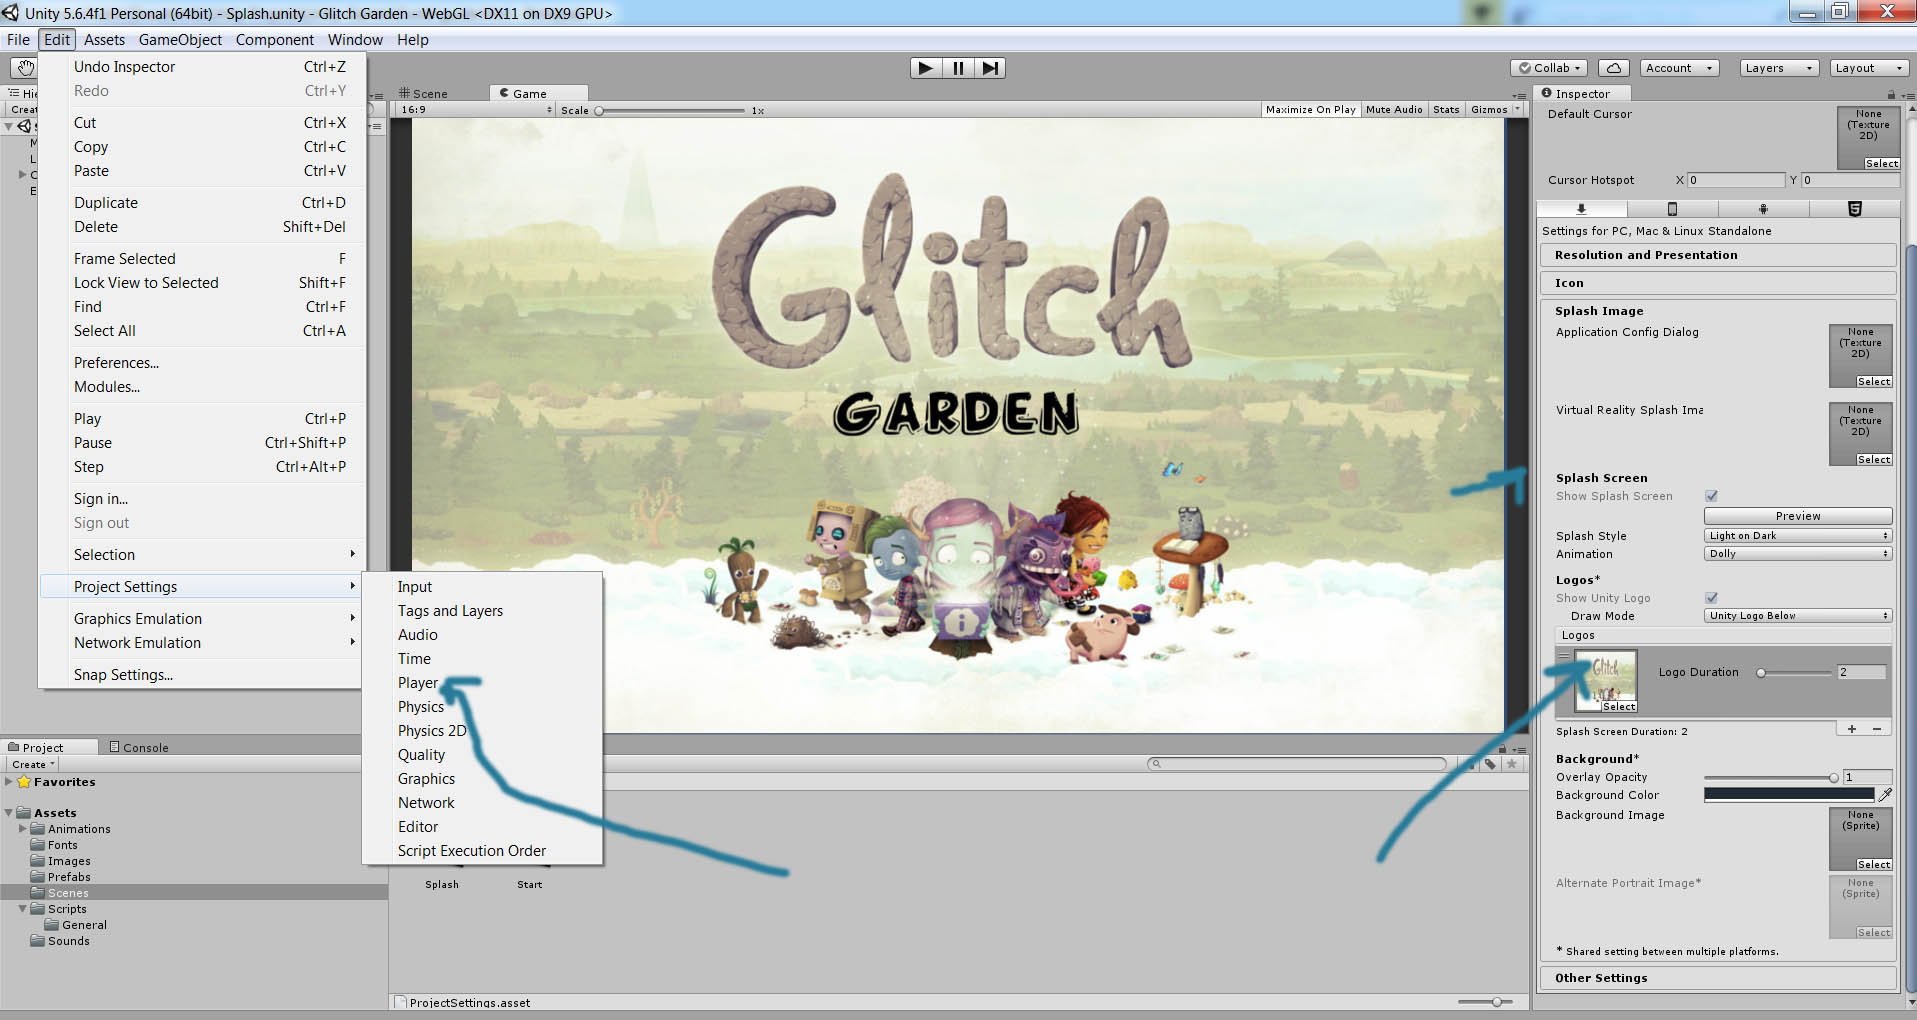 Unity 5.6.4f1 Personal (64bit) - Splash.unity - Glitch Garden - WebGL <DX11 on DX9 GPU>
File Edit Assets GameObject Component Window Help
Collab Account Layers Layout
Undo Inspector Ctrl+Z
Redo Ctrl+Y
Cut Ctrl+X
Copy Ctrl+C
Paste Ctrl+V
Duplicate Ctrl+D
Delete Shift+Del
Frame Selected F
Lock View to Selected Shift+F
Find Ctrl+F
Select All Ctrl+A
Preferences...
Modules...
Play Ctrl+P
Pause Ctrl+Shift+P
Step Ctrl+Alt+P
Sign in...
Sign out
Selection
Project Settings
Graphics Emulation
Network Emulation
Snap Settings...
Input
Tags and Layers
Audio
Time
Player
Physics
Physics 2D
Quality
Graphics
Network
Editor
Script Execution Order
Scene Game
16:9 Scale 1x Maximize On Play Mute Audio Stats Gizmos
Glitch
GARDEN
Project Console
Create
Favorites
Assets
Animations
Fonts
Images
Prefabs
Scenes
Scripts
General
Sounds
Splash Start
ProjectSettings.asset
Inspector
Default Cursor
None
(Texture
2D)
Select
Cursor Hotspot X 0 Y 0
Settings for PC, Mac & Linux Standalone
Resolution and Presentation
Icon
Splash Image
Application Config Dialog
None
(Texture
2D)
Select
Virtual Reality Splash Ima
None
(Texture
2D)
Select
Splash Screen
Show Splash Screen
Preview
Splash Style Light on Dark
Animation Dolly
Logos*
Show Unity Logo
Draw Mode Unity Logo Below
Logos
Glitch
Select
Logo Duration 2
Splash Screen Duration: 2
Background*
Overlay Opacity 1
Background Color
Background Image
None
(Sprite)
Select
Alternate Portrait Image*
None
(Sprite)
Select
* Shared setting between multiple platforms.
Other Settings